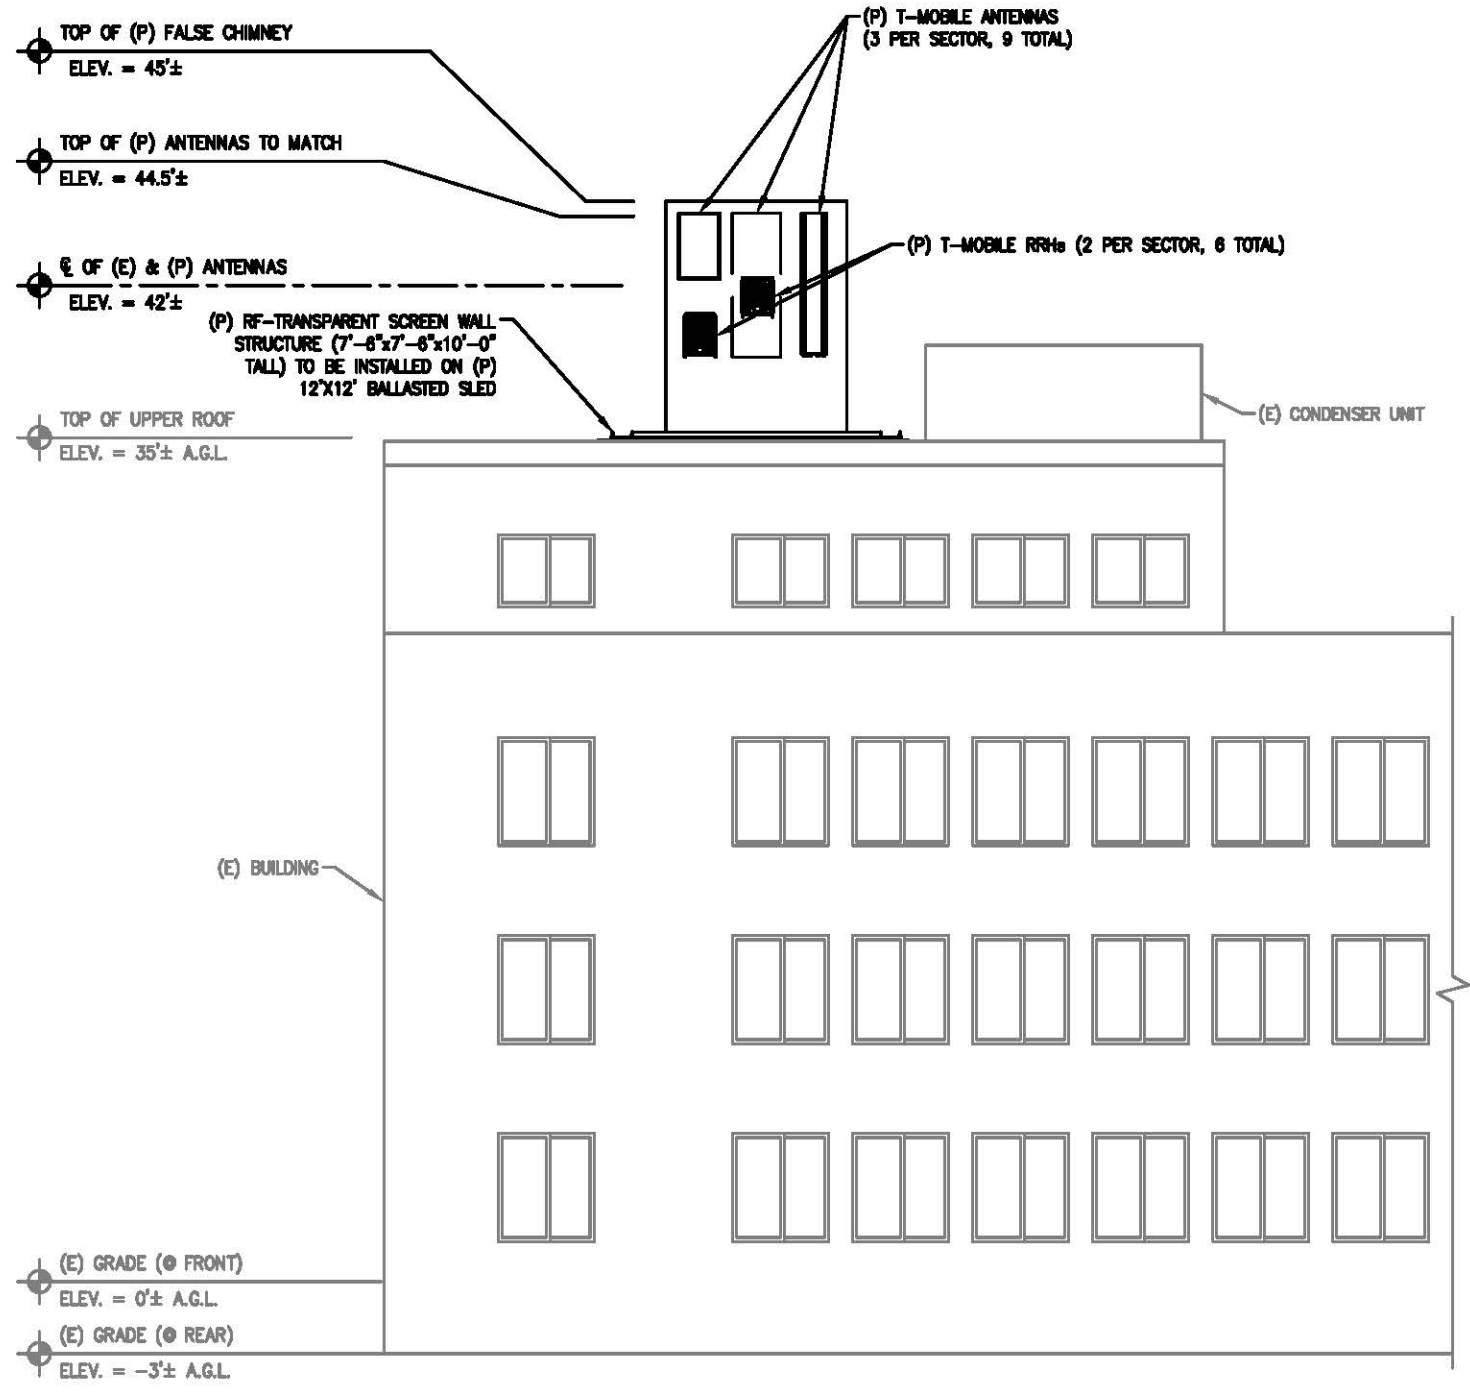 TOP OF (P) FALSE CHIMNEY
ELEV. = 45'±
(P) T-MOBILE ANTENNAS
(3 PER SECTOR, 9 TOTAL)
TOP OF (P) ANTENNAS TO MATCH
ELEV. = 44.5'±
(P) T-MOBILE RRHs (2 PER SECTOR, 6 TOTAL)
℄ OF (E) & (P) ANTENNAS
ELEV. = 42'±
(P) RF-TRANSPARENT SCREEN WALL
STRUCTURE (7'-6"x7'-6"x10'-0"
TALL) TO BE INSTALLED ON (P)
12'X12' BALLASTED SLED
TOP OF UPPER ROOF
ELEV. = 35'± A.G.L.
(E) CONDENSER UNIT
(E) BUILDING
(E) GRADE (@ FRONT)
ELEV. = 0'± A.G.L.
(E) GRADE (@ REAR)
ELEV. = -3'± A.G.L.